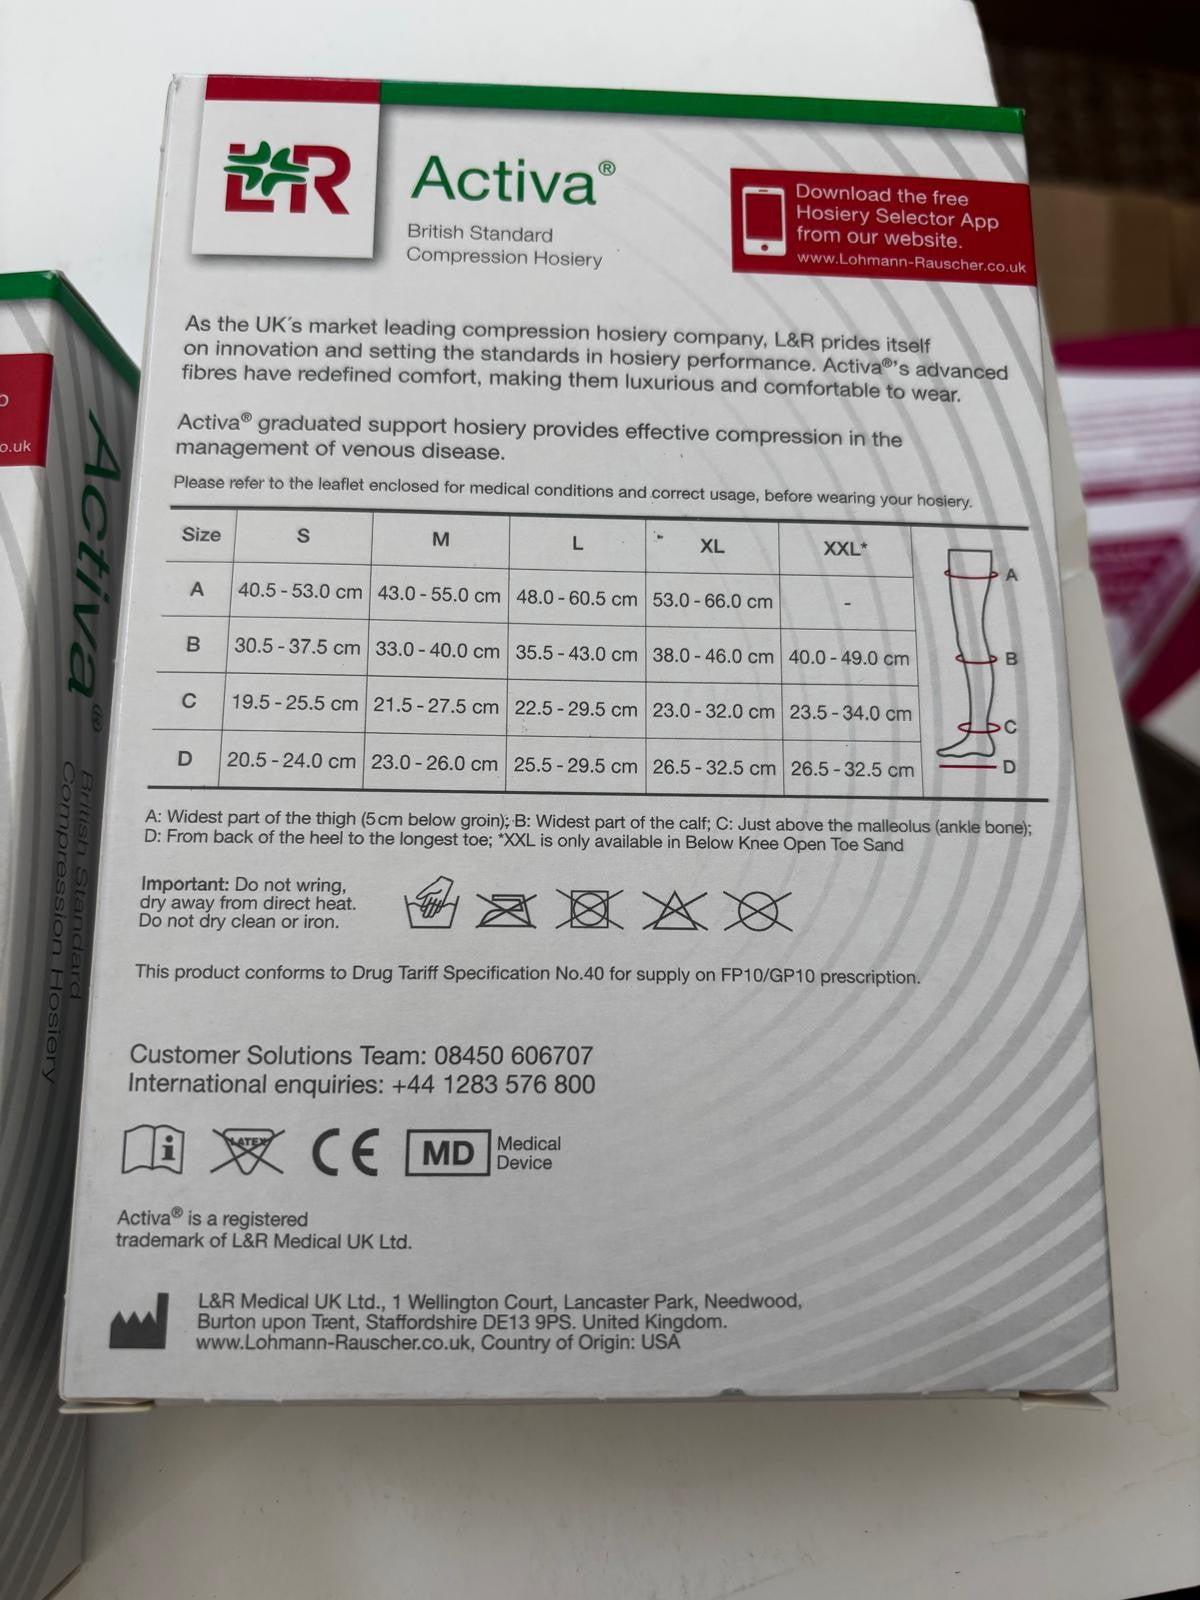 L&R
Activa®
British Standard
Compression Hosiery
Download the free
Hosiery Selector App
from our website.
www.Lohmann-Rauscher.co.uk
As the UK´s market leading compression hosiery company, L&R prides itself
on innovation and setting the standards in hosiery performance. Activa®'s advanced
fibres have redefined comfort, making them luxurious and comfortable to wear.
Activa® graduated support hosiery provides effective compression in the
management of venous disease.
Please refer to the leaflet enclosed for medical conditions and correct usage, before wearing your hosiery.
Size S M L XL XXL*
A 40.5 - 53.0 cm 43.0 - 55.0 cm 48.0 - 60.5 cm 53.0 - 66.0 cm -
B 30.5 - 37.5 cm 33.0 - 40.0 cm 35.5 - 43.0 cm 38.0 - 46.0 cm 40.0 - 49.0 cm
C 19.5 - 25.5 cm 21.5 - 27.5 cm 22.5 - 29.5 cm 23.0 - 32.0 cm 23.5 - 34.0 cm
D 20.5 - 24.0 cm 23.0 - 26.0 cm 25.5 - 29.5 cm 26.5 - 32.5 cm 26.5 - 32.5 cm
A
B
C
D
A: Widest part of the thigh (5cm below groin); B: Widest part of the calf; C: Just above the malleolus (ankle bone);
D: From back of the heel to the longest toe; *XXL is only available in Below Knee Open Toe Sand
Important: Do not wring,
dry away from direct heat.
Do not dry clean or iron.
This product conforms to Drug Tariff Specification No.40 for supply on FP10/GP10 prescription.
Customer Solutions Team: 08450 606707
International enquiries: +44 1283 576 800
LATEX
CE
MD
Medical
Device
Activa® is a registered
trademark of L&R Medical UK Ltd.
L&R Medical UK Ltd., 1 Wellington Court, Lancaster Park, Needwood,
Burton upon Trent, Staffordshire DE13 9PS. United Kingdom.
www.Lohmann-Rauscher.co.uk, Country of Origin: USA
o.uk
Activa®
British Standard
Compression Hosiery